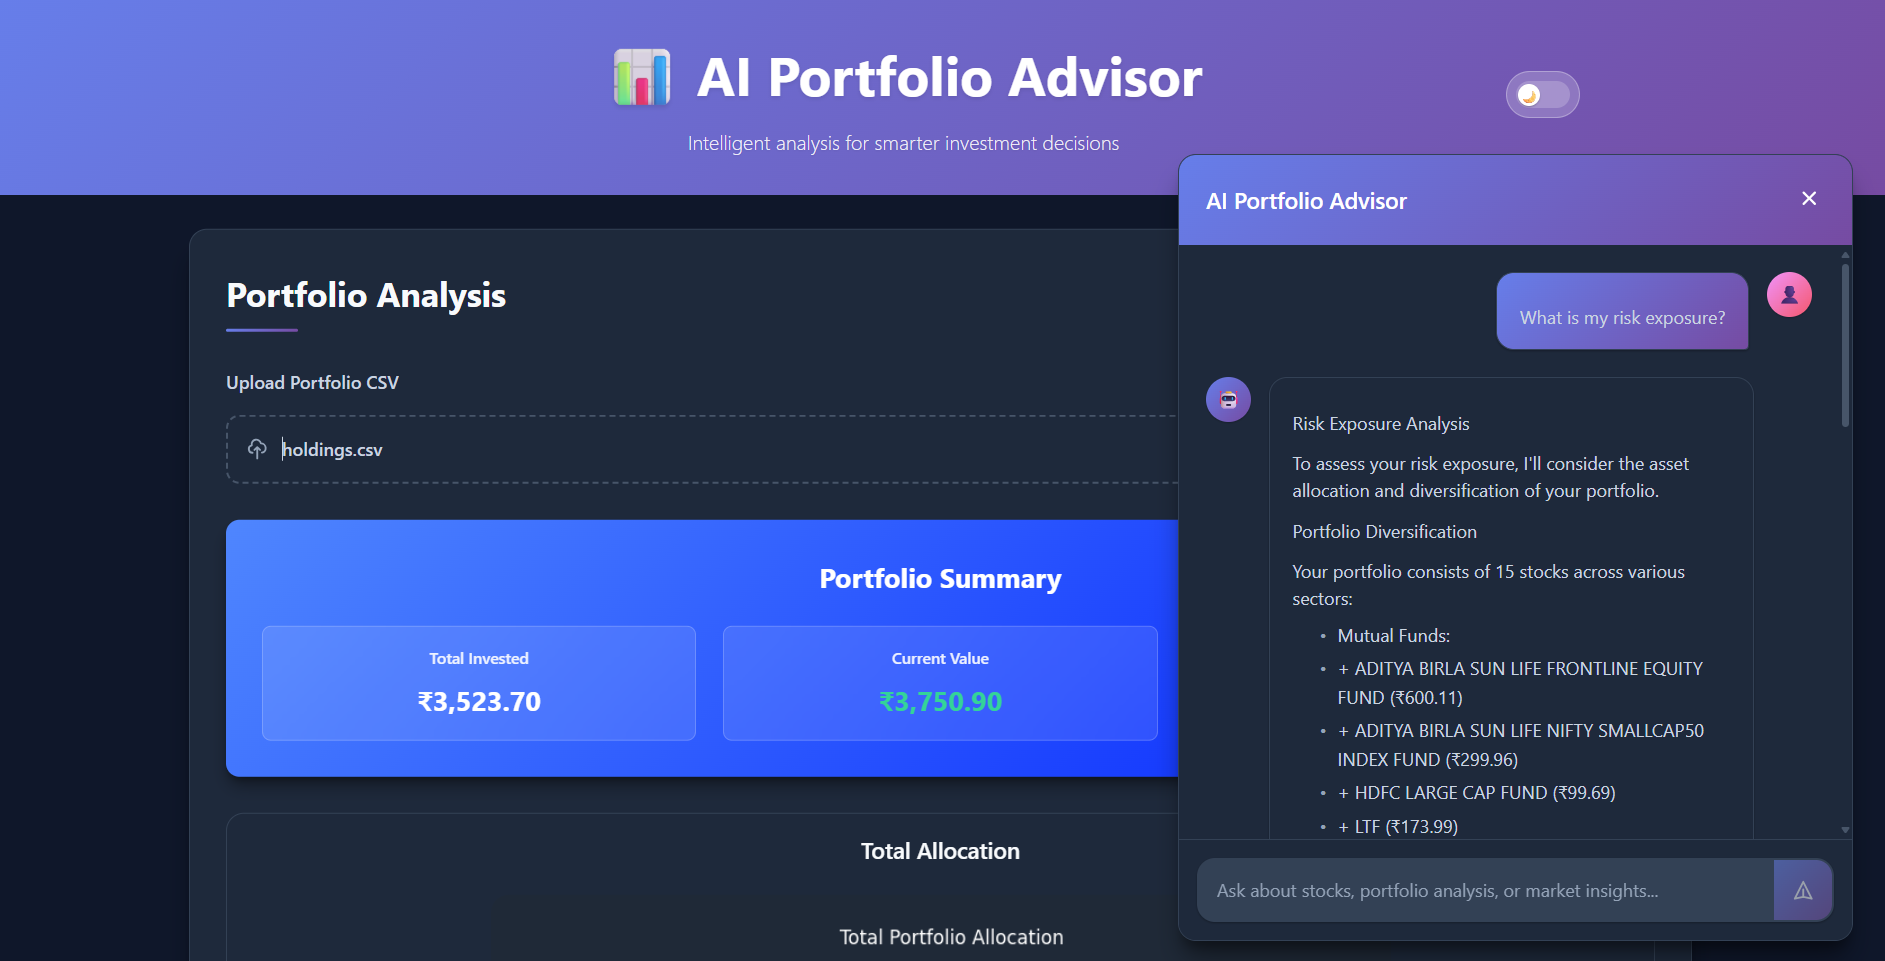 AI Portfolio Advisor
Intelligent analysis for smarter investment decisions
Portfolio Analysis
Upload Portfolio CSV
holdings.csv
Portfolio Summary
Total Invested
₹3,523.70
Current Value
₹3,750.90
Total Allocation
Total Portfolio Allocation
AI Portfolio Advisor
What is my risk exposure?
Risk Exposure Analysis
To assess your risk exposure, I'll consider the asset
allocation and diversification of your portfolio.
Portfolio Diversification
Your portfolio consists of 15 stocks across various
sectors:
• Mutual Funds:
• + ADITYA BIRLA SUN LIFE FRONTLINE EQUITY
FUND (₹600.11)
• + ADITYA BIRLA SUN LIFE NIFTY SMALLCAP50
INDEX FUND (₹299.96)
• + HDFC LARGE CAP FUND (₹99.69)
• + LTF (₹173.99)
Ask about stocks, portfolio analysis, or market insights...